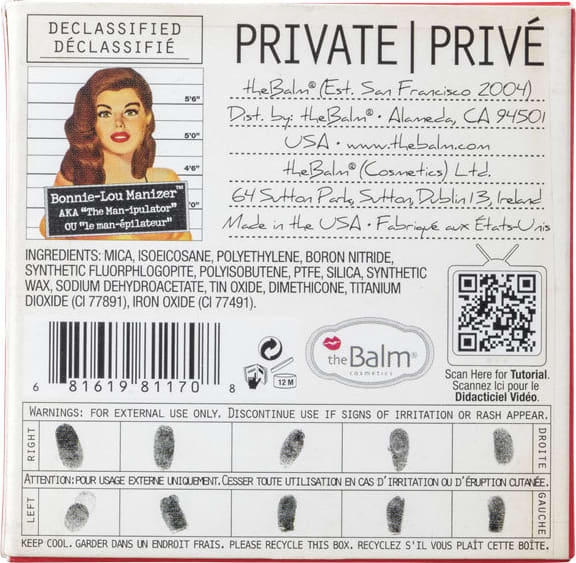 DECLASSIFIED
DÉCLASSIFIÉ
PRIVATE | PRIVÉ
5'6"
5'0"
4'6"
'0"
Bonnie-Lou Manizer™
AKA "The Man-ipulator"
OU "le man-épilateur"
theBalm® (Est. San Francisco 2004)
Dist. by: theBalm® • Alameda, CA 94501
USA • www.thebalm.com
theBalm® (Cosmetics) Ltd.
64 Sutton Park, Sutton, Dublin 13, Ireland
Made in the USA • Fabriqé aux États-Unis
INGREDIENTS: MICA, ISOEICOSANE, POLYETHYLENE, BORON NITRIDE,
SYNTHETIC FLUORPHLOGOPITE, POLYISOBUTENE, PTFE, SILICA, SYNTHETIC
WAX, SODIUM DEHYDROACETATE, TIN OXIDE, DIMETHICONE, TITANIUM
DIOXIDE (CI 77891), IRON OXIDE (CI 77491).
6 81619 81170 8
12 M
theBalm®
cosmetics
Scan Here for Tutorial.
Scannez Ici pour le
Didacticiel Vidéo.
WARNINGS: FOR EXTERNAL USE ONLY. DISCONTINUE USE IF SIGNS OF IRRITATION OR RASH APPEAR.
RIGHT
DROITE
ATTENTION: POUR USAGE EXTERNE UNIQUEMENT. CESSER TOUTE UTILISATION EN CAS D'IRRITATION OU D'ÉRUPTION CUTANÉE.
LEFT
GAUCHE
KEEP COOL. GARDER DANS UN ENDROIT FRAIS. PLEASE RECYCLE THIS BOX. RECYCLEZ S'IL VOUS PLAÎT CETTE BOÎTE.